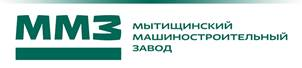 ММЗ
МЫТИЩИНСКИЙ
МАШИНОСТРОИТЕЛЬНЫЙ
ЗАВОД